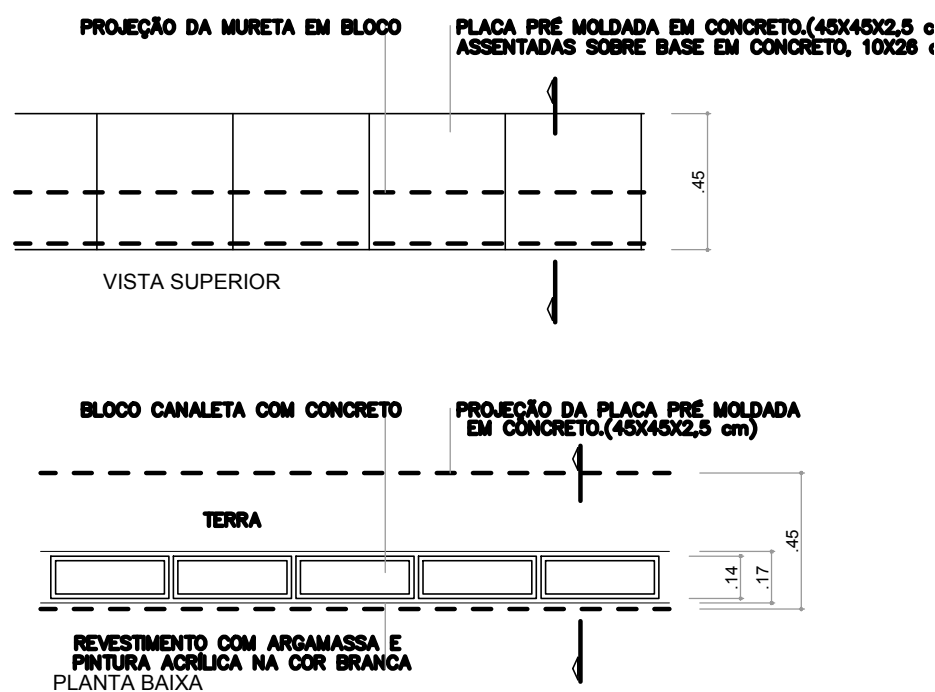 PROJEÇÃO DA MURETA EM BLOCO
PLACA PRÉ MOLDADA EM CONCRETO.(45X45X2,5 c
ASSENTADAS SOBRE BASE EM CONCRETO, 10X26 c
.45
VISTA SUPERIOR
BLOCO CANALETA COM CONCRETO
PROJEÇÃO DA PLACA PRÉ MOLDADA
EM CONCRETO.(45X45X2,5 cm)
TERRA
.14
.17
.45
REVESTIMENTO COM ARGAMASSA E
PINTURA ACRÍLICA NA COR BRANCA
PLANTA BAIXA